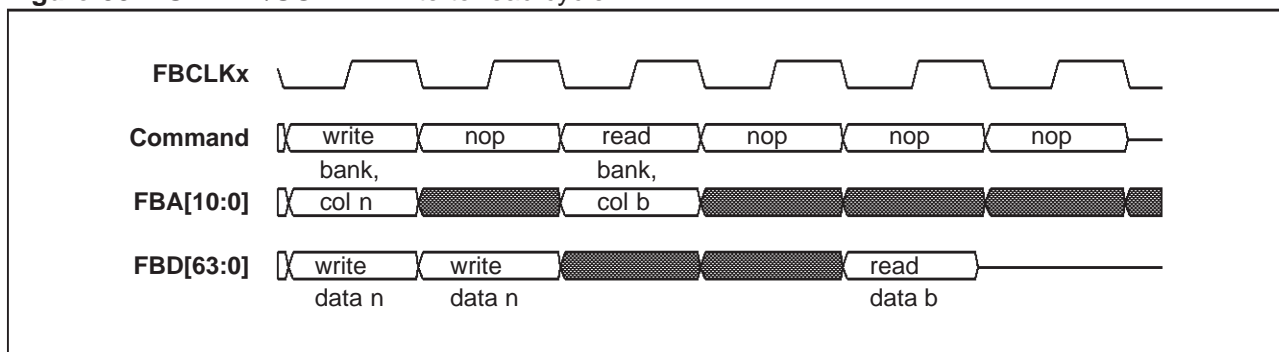 FBCLKx
Command write nop read nop nop nop
bank, bank,
FBA[10:0] col n col b
FBD[63:0] write write read
data n data n data b